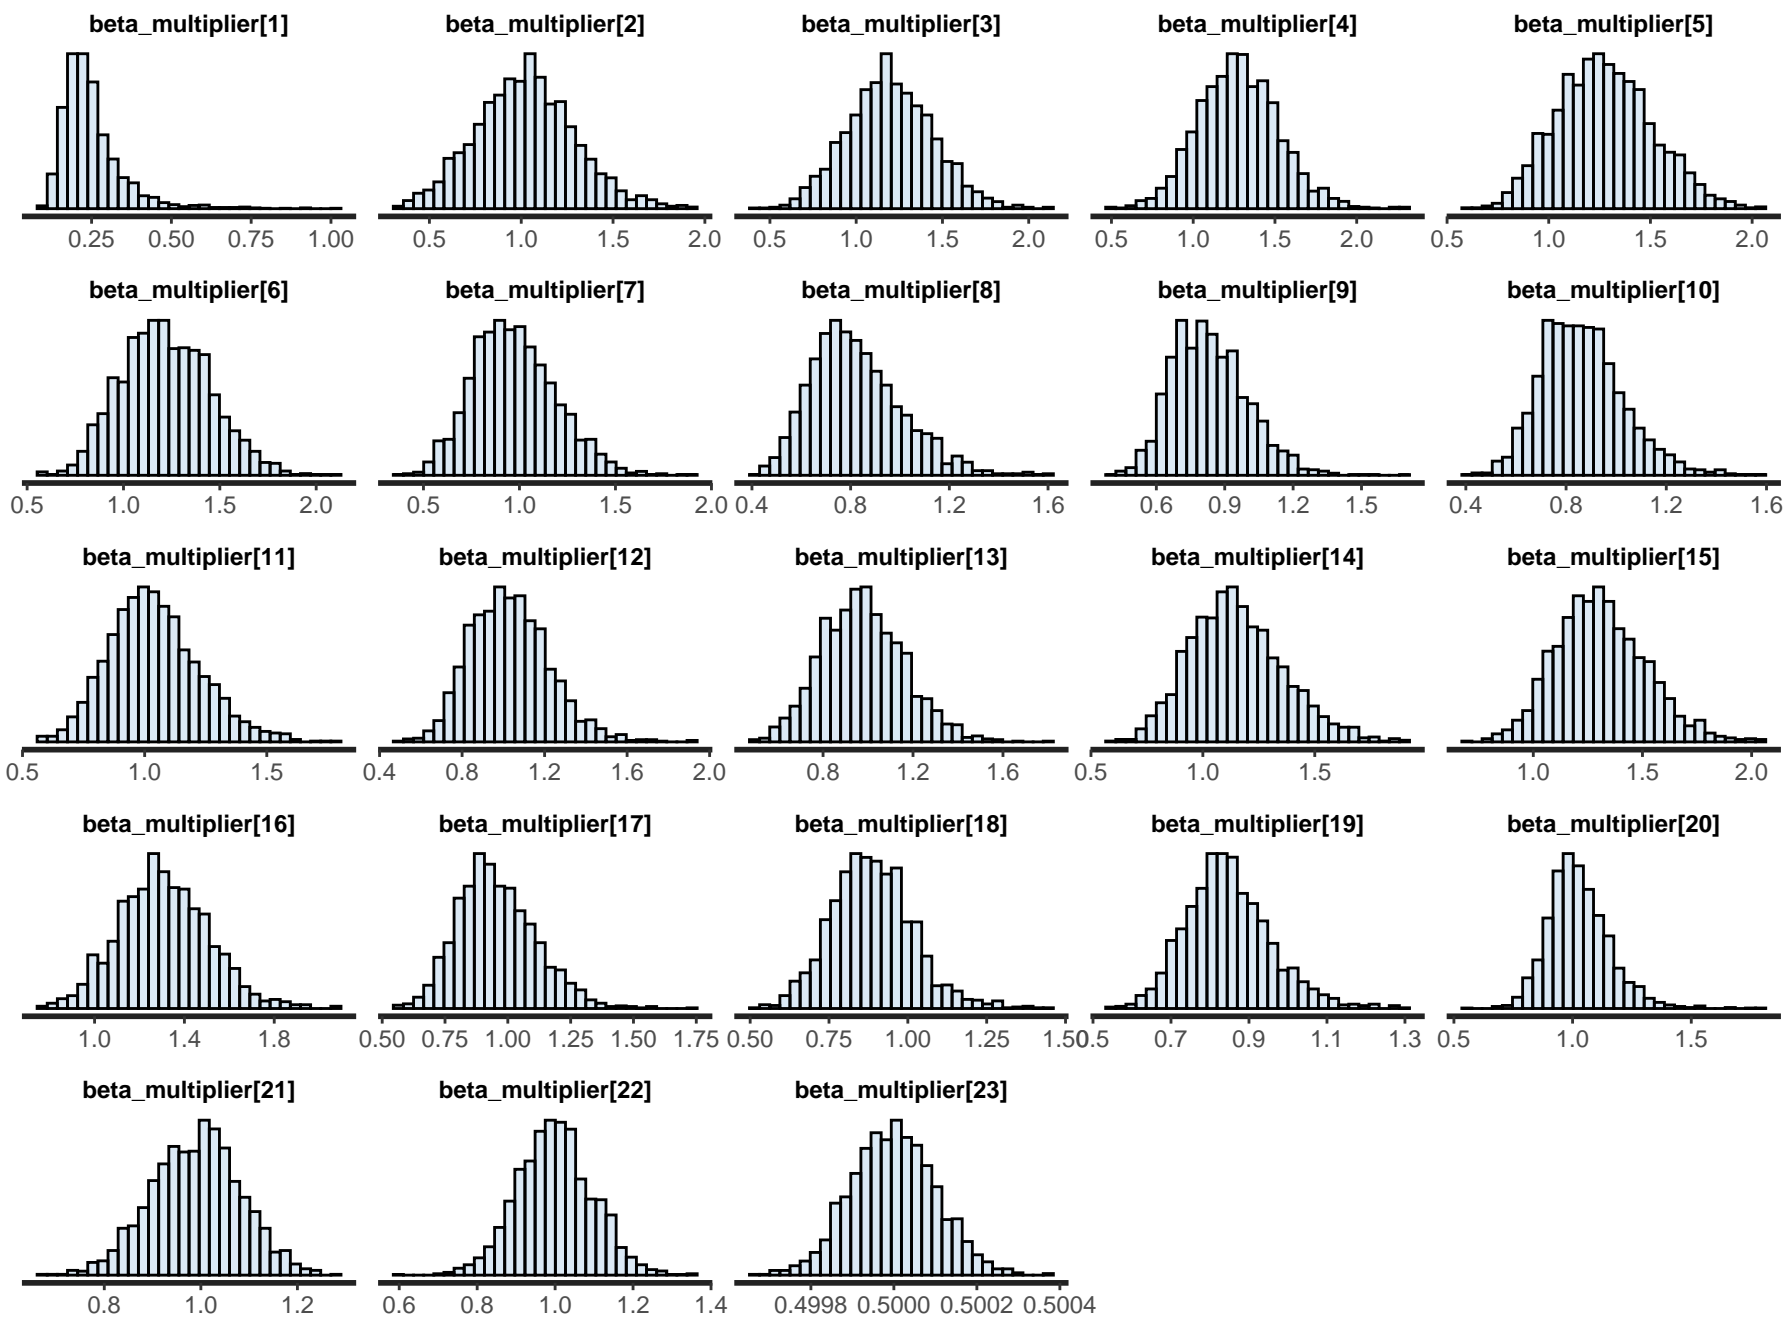 beta_multiplier[1] beta_multiplier[2] beta_multiplier[3] beta_multiplier[4] beta_multiplier[5]
0.25 0.50 0.75 1.00 0.5 1.0 1.5 2.0 0.5 1.0 1.5 2.0 0.5 1.0 1.5 2.0 0.5 1.0 1.5 2.0
beta_multiplier[6] beta_multiplier[7] beta_multiplier[8] beta_multiplier[9] beta_multiplier[10]
0.5 1.0 1.5 2.0 0.5 1.0 1.5 2.0 0.4 0.8 1.2 1.6 0.6 0.9 1.2 1.5 0.4 0.8 1.2 1.6
beta_multiplier[11] beta_multiplier[12] beta_multiplier[13] beta_multiplier[14] beta_multiplier[15]
0.5 1.0 1.5 0.4 0.8 1.2 1.6 2.0 0.8 1.2 1.6 0.5 1.0 1.5 1.0 1.5 2.0
beta_multiplier[16] beta_multiplier[17] beta_multiplier[18] beta_multiplier[19] beta_multiplier[20]
1.0 1.4 1.8 0.50 0.75 1.00 1.25 1.75 0.50 0.75 1.00 1.25 1.50 0.5 0.7 0.9 1.1 1.3 0.5 1.0 1.5
beta_multiplier[21] beta_multiplier[22] beta_multiplier[23]
0.8 1.0 1.2 0.6 0.8 1.0 1.2 1.4 0.4998 0.5000 0.5002 0.5004